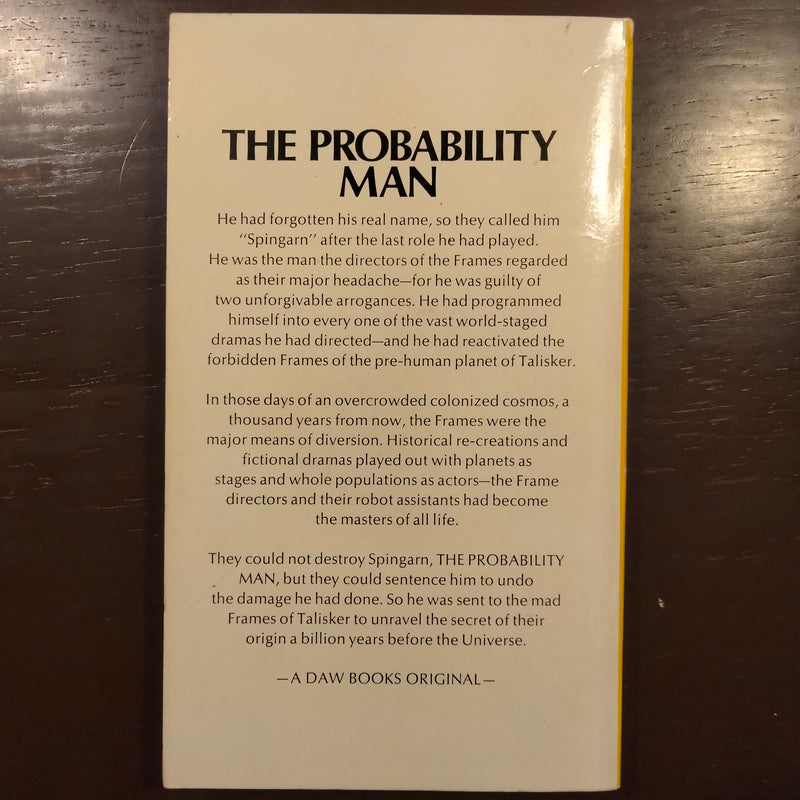 THE PROBABILITY
MAN
He had forgotten his real name, so they called him
“Spingarn” after the last role he had played.
He was the man the directors of the Frames regarded
as their major headache—for he was guilty of
two unforgivable arrogances. He had programmed
himself into every one of the vast world-staged
dramas he had directed—and he had reactivated the
forbidden Frames of the pre-human planet of Talisker.
In those days of an overcrowded colonized cosmos, a
thousand years from now, the Frames were the
major means of diversion. Historical re-creations and
fictional dramas played out with planets as
stages and whole populations as actors—the Frame
directors and their robot assistants had become
the masters of all life.
They could not destroy Spingarn, THE PROBABILITY
MAN, but they could sentence him to undo
the damage he had done. So he was sent to the mad
Frames of Talisker to unravel the secret of their
origin a billion years before the Universe.
—A DAW BOOKS ORIGINAL—